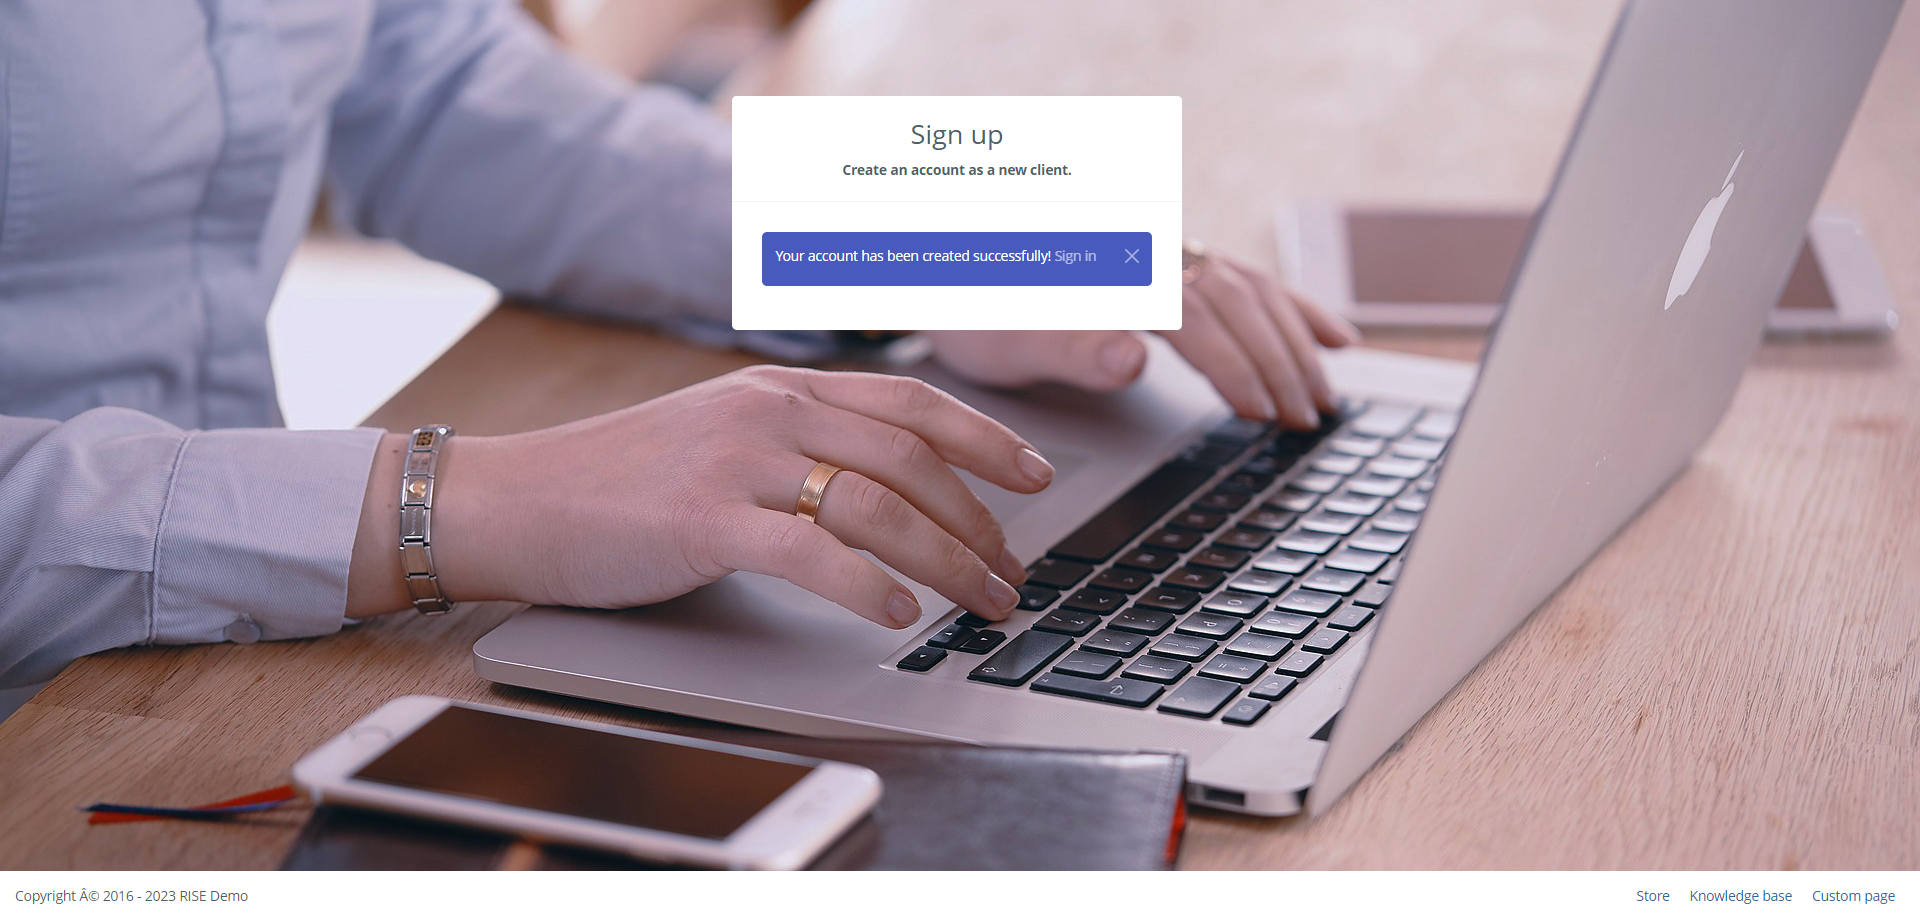 Sign up
Create an account as a new client.
Your account has been created successfully! Sign in
Copyright Â© 2016 - 2023 RISE Demo
Store
Knowledge base
Custom page